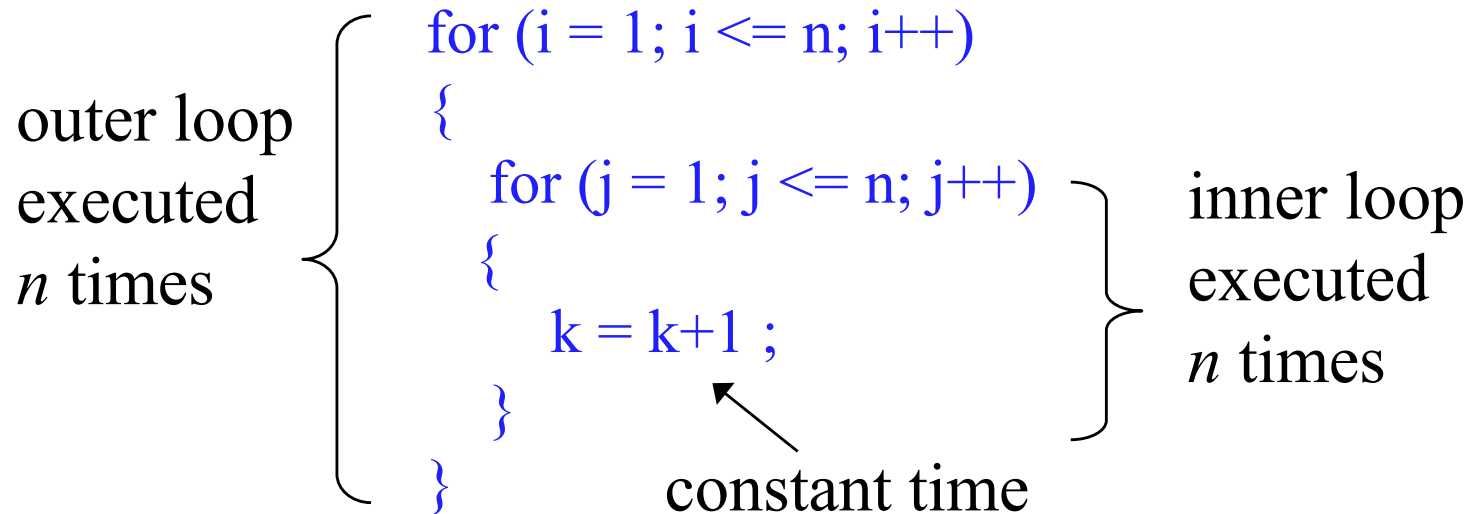 for (i = 1; i <= n; i++)
{
for (j = 1; j <= n; j++)
{
k = k+1 ;
}
}
outer loop
executed
n times
inner loop
executed
n times
constant time